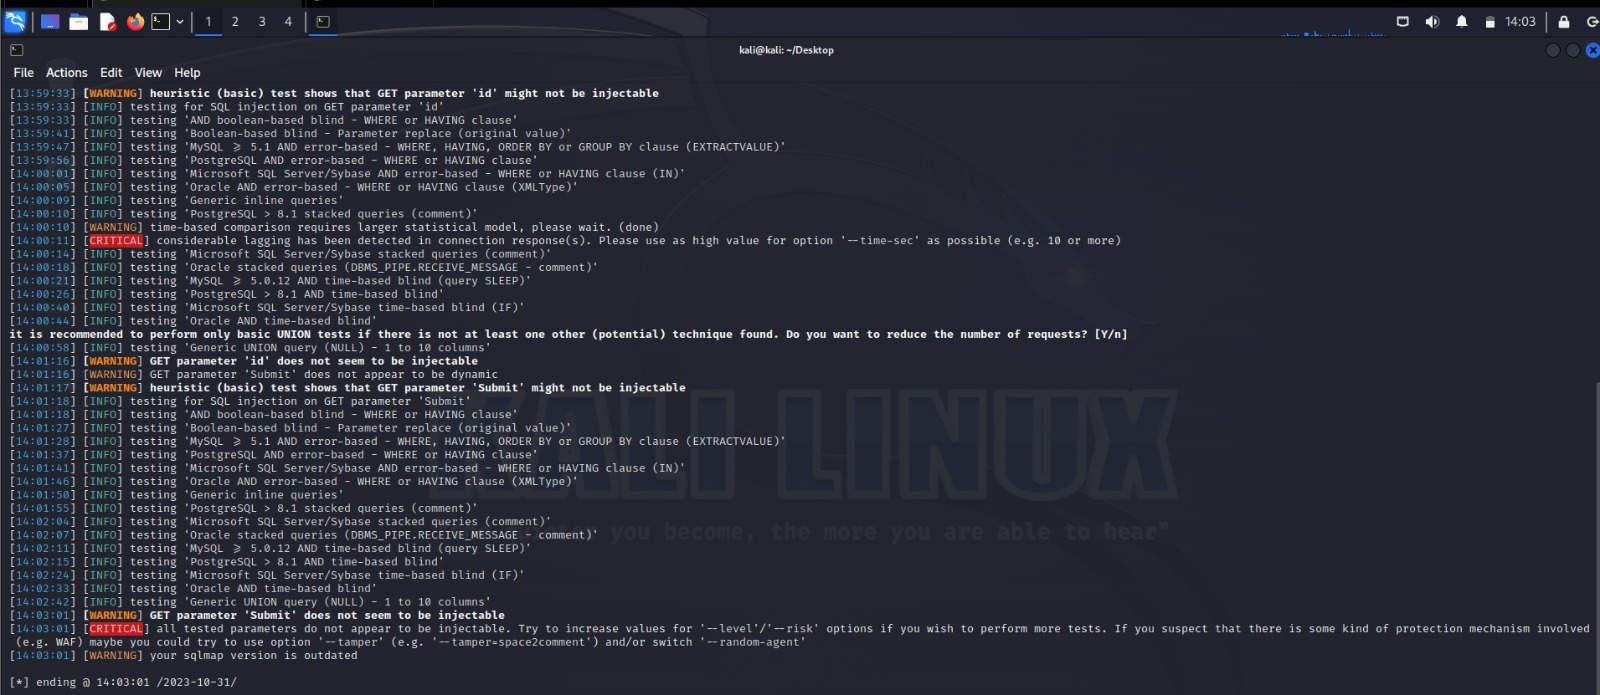 1 2 3 4 14:03
kali@kali: ~/Desktop
File Actions Edit View Help
[13:59:33] [WARNING] heuristic (basic) test shows that GET parameter 'id' might not be injectable
[13:59:33] [INFO] testing for SQL injection on GET parameter 'id'
[13:59:33] [INFO] testing 'AND boolean-based blind - WHERE or HAVING clause'
[13:59:41] [INFO] testing 'Boolean-based blind - Parameter replace (original value)'
[13:59:47] [INFO] testing 'MySQL ≥ 5.1 AND error-based - WHERE, HAVING, ORDER BY or GROUP BY clause (EXTRACTVALUE)'
[13:59:56] [INFO] testing 'PostgreSQL AND error-based - WHERE or HAVING clause'
[14:00:01] [INFO] testing 'Microsoft SQL Server/Sybase AND error-based - WHERE or HAVING clause (IN)'
[14:00:05] [INFO] testing 'Oracle AND error-based - WHERE or HAVING clause (XMLType)'
[14:00:09] [INFO] testing 'Generic inline queries'
[14:00:10] [INFO] testing 'PostgreSQL > 8.1 stacked queries (comment)'
[14:00:10] [WARNING] time-based comparison requires larger statistical model, please wait. (done)
[14:00:11] [CRITICAL] considerable lagging has been detected in connection response(s). Please use as high value for option '--time-sec' as possible (e.g. 10 or more)
[14:00:14] [INFO] testing 'Microsoft SQL Server/Sybase stacked queries (comment)'
[14:00:18] [INFO] testing 'Oracle stacked queries (DBMS_PIPE.RECEIVE_MESSAGE - comment)'
[14:00:21] [INFO] testing 'MySQL ≥ 5.0.12 AND time-based blind (query SLEEP)'
[14:00:26] [INFO] testing 'PostgreSQL > 8.1 AND time-based blind'
[14:00:40] [INFO] testing 'Microsoft SQL Server/Sybase time-based blind (IF)'
[14:00:44] [INFO] testing 'Oracle AND time-based blind'
it is recommended to perform only basic UNION tests if there is not at least one other (potential) technique found. Do you want to reduce the number of requests? [Y/n]
[14:00:58] [INFO] testing 'Generic UNION query (NULL) - 1 to 10 columns'
[14:01:16] [WARNING] GET parameter 'id' does not seem to be injectable
[14:01:16] [WARNING] GET parameter 'Submit' does not appear to be dynamic
[14:01:17] [WARNING] heuristic (basic) test shows that GET parameter 'Submit' might not be injectable
[14:01:18] [INFO] testing for SQL injection on GET parameter 'Submit'
[14:01:18] [INFO] testing 'AND boolean-based blind - WHERE or HAVING clause'
[14:01:27] [INFO] testing 'Boolean-based blind - Parameter replace (original value)'
[14:01:28] [INFO] testing 'MySQL ≥ 5.1 AND error-based - WHERE, HAVING, ORDER BY or GROUP BY clause (EXTRACTVALUE)'
[14:01:37] [INFO] testing 'PostgreSQL AND error-based - WHERE or HAVING clause'
[14:01:41] [INFO] testing 'Microsoft SQL Server/Sybase AND error-based - WHERE or HAVING clause (IN)'
[14:01:46] [INFO] testing 'Oracle AND error-based - WHERE or HAVING clause (XMLType)'
[14:01:50] [INFO] testing 'Generic inline queries'
[14:01:55] [INFO] testing 'PostgreSQL > 8.1 stacked queries (comment)'
[14:02:04] [INFO] testing 'Microsoft SQL Server/Sybase stacked queries (comment)'
[14:02:07] [INFO] testing 'Oracle stacked queries (DBMS_PIPE.RECEIVE_MESSAGE - comment)'
[14:02:11] [INFO] testing 'MySQL ≥ 5.0.12 AND time-based blind (query SLEEP)'
[14:02:15] [INFO] testing 'PostgreSQL > 8.1 AND time-based blind'
[14:02:24] [INFO] testing 'Microsoft SQL Server/Sybase time-based blind (IF)'
[14:02:33] [INFO] testing 'Oracle AND time-based blind'
[14:02:42] [INFO] testing 'Generic UNION query (NULL) - 1 to 10 columns'
[14:03:01] [WARNING] GET parameter 'Submit' does not seem to be injectable
[14:03:01] [CRITICAL] all tested parameters do not appear to be injectable. Try to increase values for '--level'/'--risk' options if you wish to perform more tests. If you suspect that there is some kind of protection mechanism involved
(e.g. WAF) maybe you could try to use option '--tamper' (e.g. '--tamper=space2comment') and/or switch '--random-agent'
[14:03:01] [WARNING] your sqlmap version is outdated
[*] ending @ 14:03:01 /2023-10-31/
KALI LINUX
you become, the more you are able to hear"